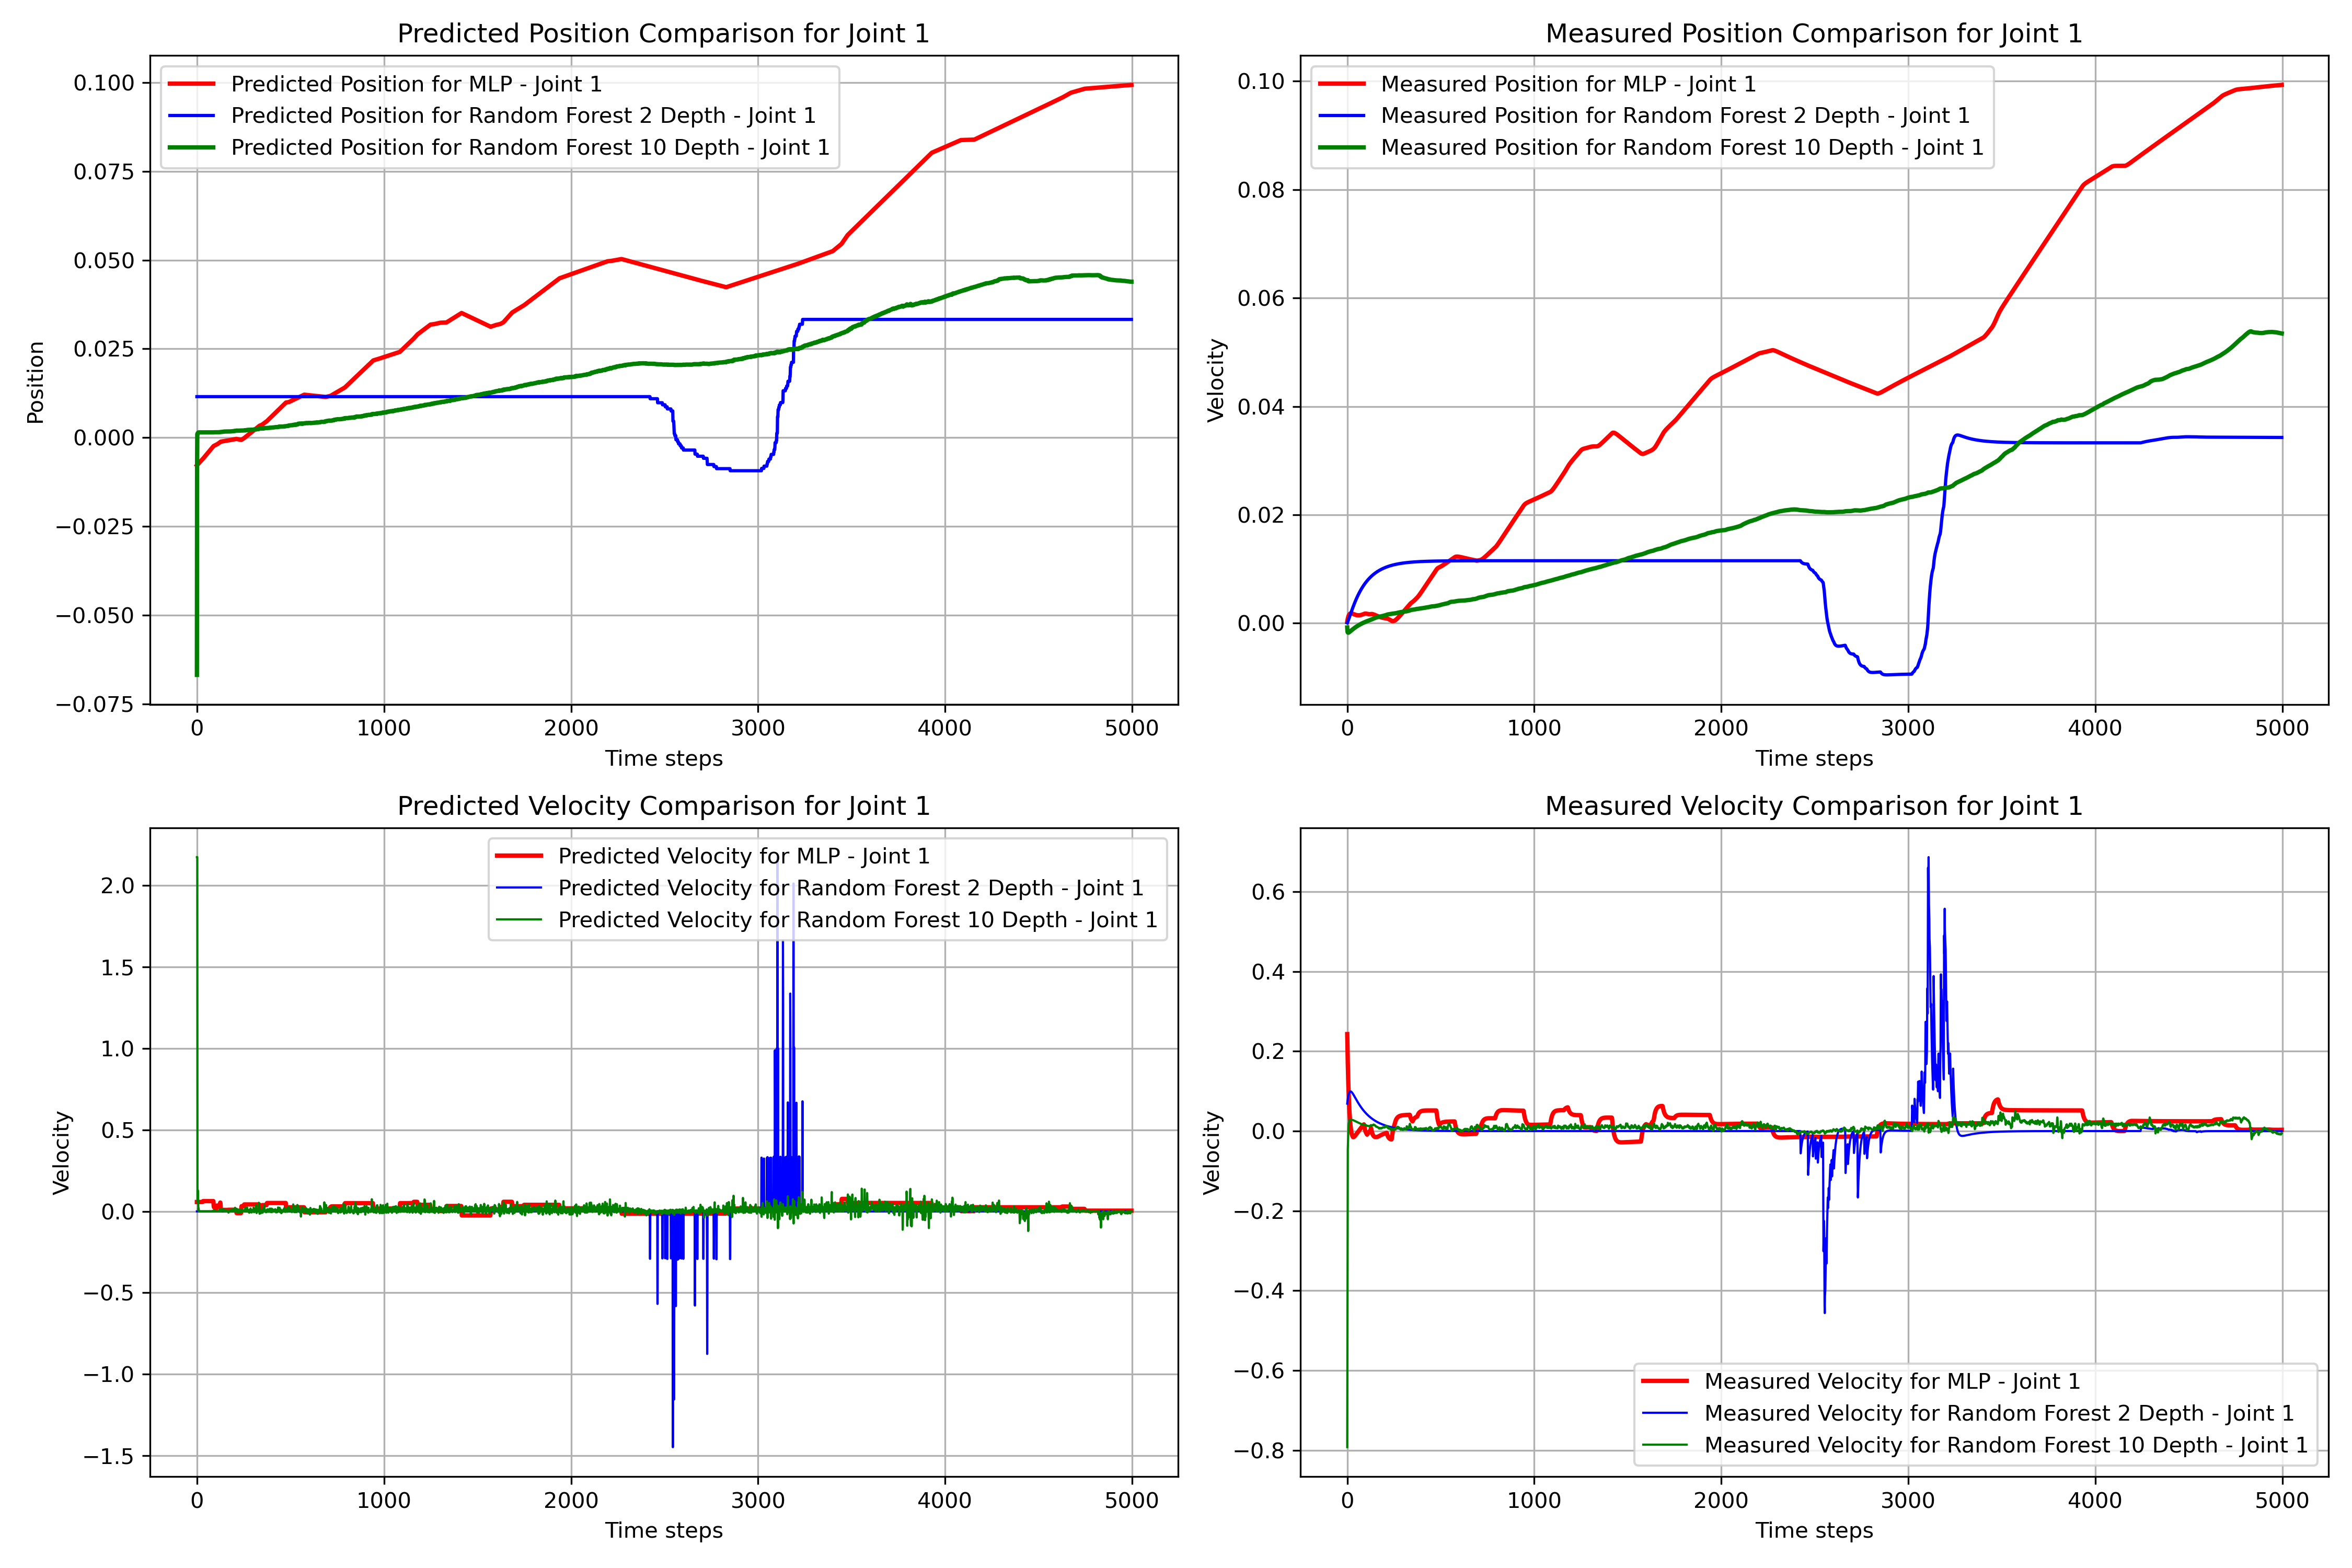 Predicted Position Comparison for Joint 1
Predicted Position for MLP - Joint 1
Predicted Position for Random Forest 2 Depth - Joint 1
Predicted Position for Random Forest 10 Depth - Joint 1
0.100
0.075
0.050
0.025
0.000
−0.025
−0.050
−0.075
Position
0 1000 2000 3000 4000 5000
Time steps
Measured Position Comparison for Joint 1
Measured Position for MLP - Joint 1
Measured Position for Random Forest 2 Depth - Joint 1
Measured Position for Random Forest 10 Depth - Joint 1
0.10
0.08
0.06
0.04
0.02
0.00
Velocity
0 1000 2000 3000 4000 5000
Time steps
Predicted Velocity Comparison for Joint 1
Predicted Velocity for MLP - Joint 1
Predicted Velocity for Random Forest 2 Depth - Joint 1
Predicted Velocity for Random Forest 10 Depth - Joint 1
2.0
1.5
1.0
0.5
0.0
−0.5
−1.0
−1.5
Velocity
0 1000 2000 3000 4000 5000
Time steps
Measured Velocity Comparison for Joint 1
0.6
0.4
0.2
0.0
−0.2
−0.4
−0.6
−0.8
Velocity
Measured Velocity for MLP - Joint 1
Measured Velocity for Random Forest 2 Depth - Joint 1
Measured Velocity for Random Forest 10 Depth - Joint 1
0 1000 2000 3000 4000 5000
Time steps